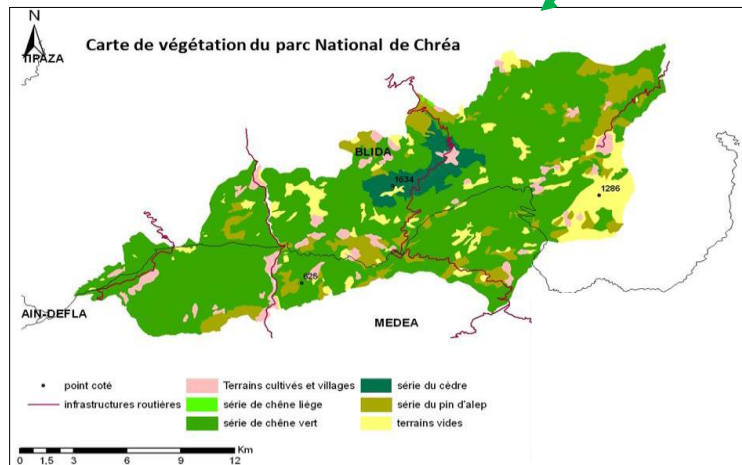 N
TIPAZA
Carte de végétation du parc National de Chréa
BLIDA
1634
1286
625
AIN-DEFLA
MEDEA
point coté
infrastructures routières
Terrains cultivés et villages
série de chêne liège
série de chêne vert
série du cèdre
série du pin d'alep
terrains vides
Km
0 1,5 3 6 9 12